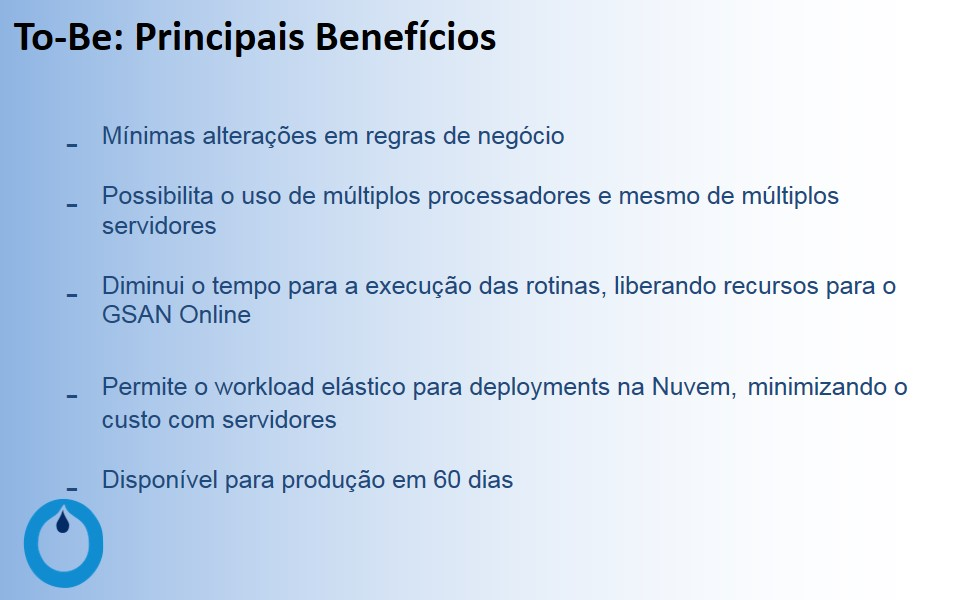 To-Be: Principais Benefícios
- Mínimas alterações em regras de negócio
- Possibilita o uso de múltiplos processadores e mesmo de múltiplos
servidores
- Diminui o tempo para a execução das rotinas, liberando recursos para o
GSAN Online
- Permite o workload elástico para deployments na Nuvem, minimizando o
custo com servidores
- Disponível para produção em 60 dias